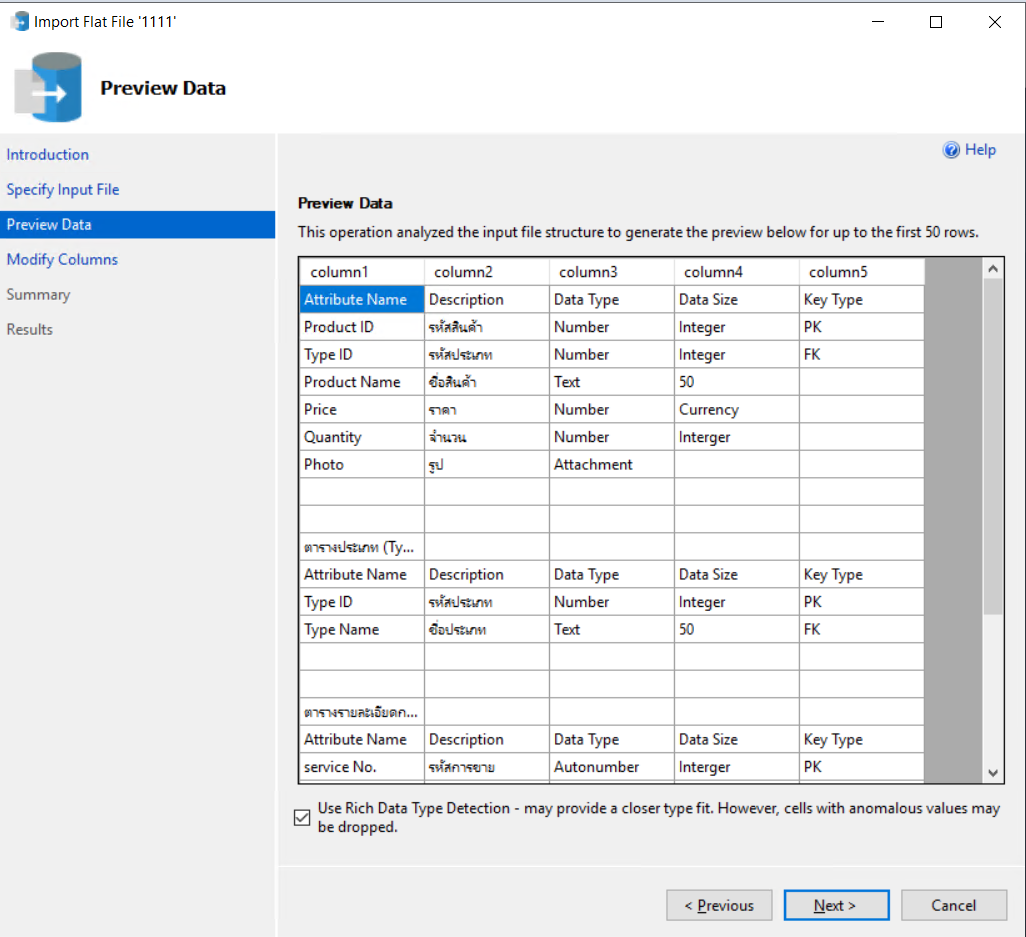 Import Flat File '1111'
Preview Data
Introduction
Specify Input File
Preview Data
Modify Columns
Summary
Results
Help
Preview Data
This operation analyzed the input file structure to generate the preview below for up to the first 50 rows.
column1 column2 column3 column4 column5
Attribute Name Description Data Type Data Size Key Type
Product ID รหัสสินค้า Number Integer PK
Type ID รหัสประเภท Number Integer FK
Product Name ชื่อสินค้า Text 50
Price ราคา Number Currency
Quantity จำนวน Number Interger
Photo รูป Attachment
ตารางประเภท (Ty...
Attribute Name Description Data Type Data Size Key Type
Type ID รหัสประเภท Number Integer PK
Type Name ชื่อประเภท Text 50 FK
ตารางรายละเอียดก...
Attribute Name Description Data Type Data Size Key Type
service No. รหัสการขาย Autonumber Interger PK
Use Rich Data Type Detection - may provide a closer type fit. However, cells with anomalous values may
be dropped.
< Previous Next > Cancel